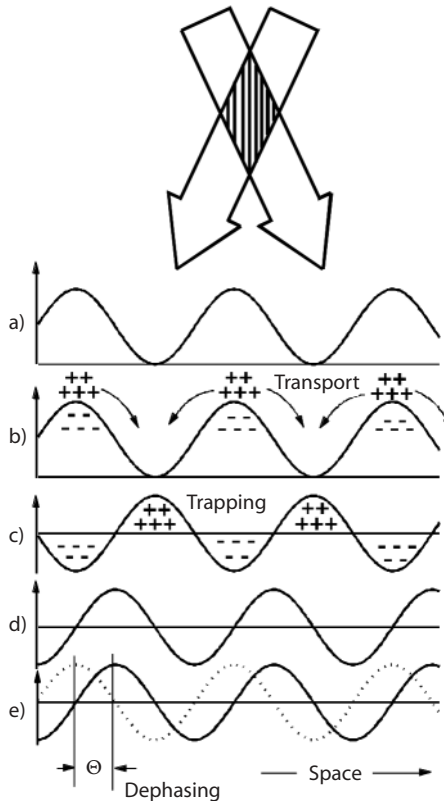 a)
++ ++ ++
+++ +++ +++
Transport
b)
-- -- --
--- --- ---
Trapping
++ ++
+++ +++
c)
--- --- ---
-- -- --
d)
e)
Θ
Dephasing
Space